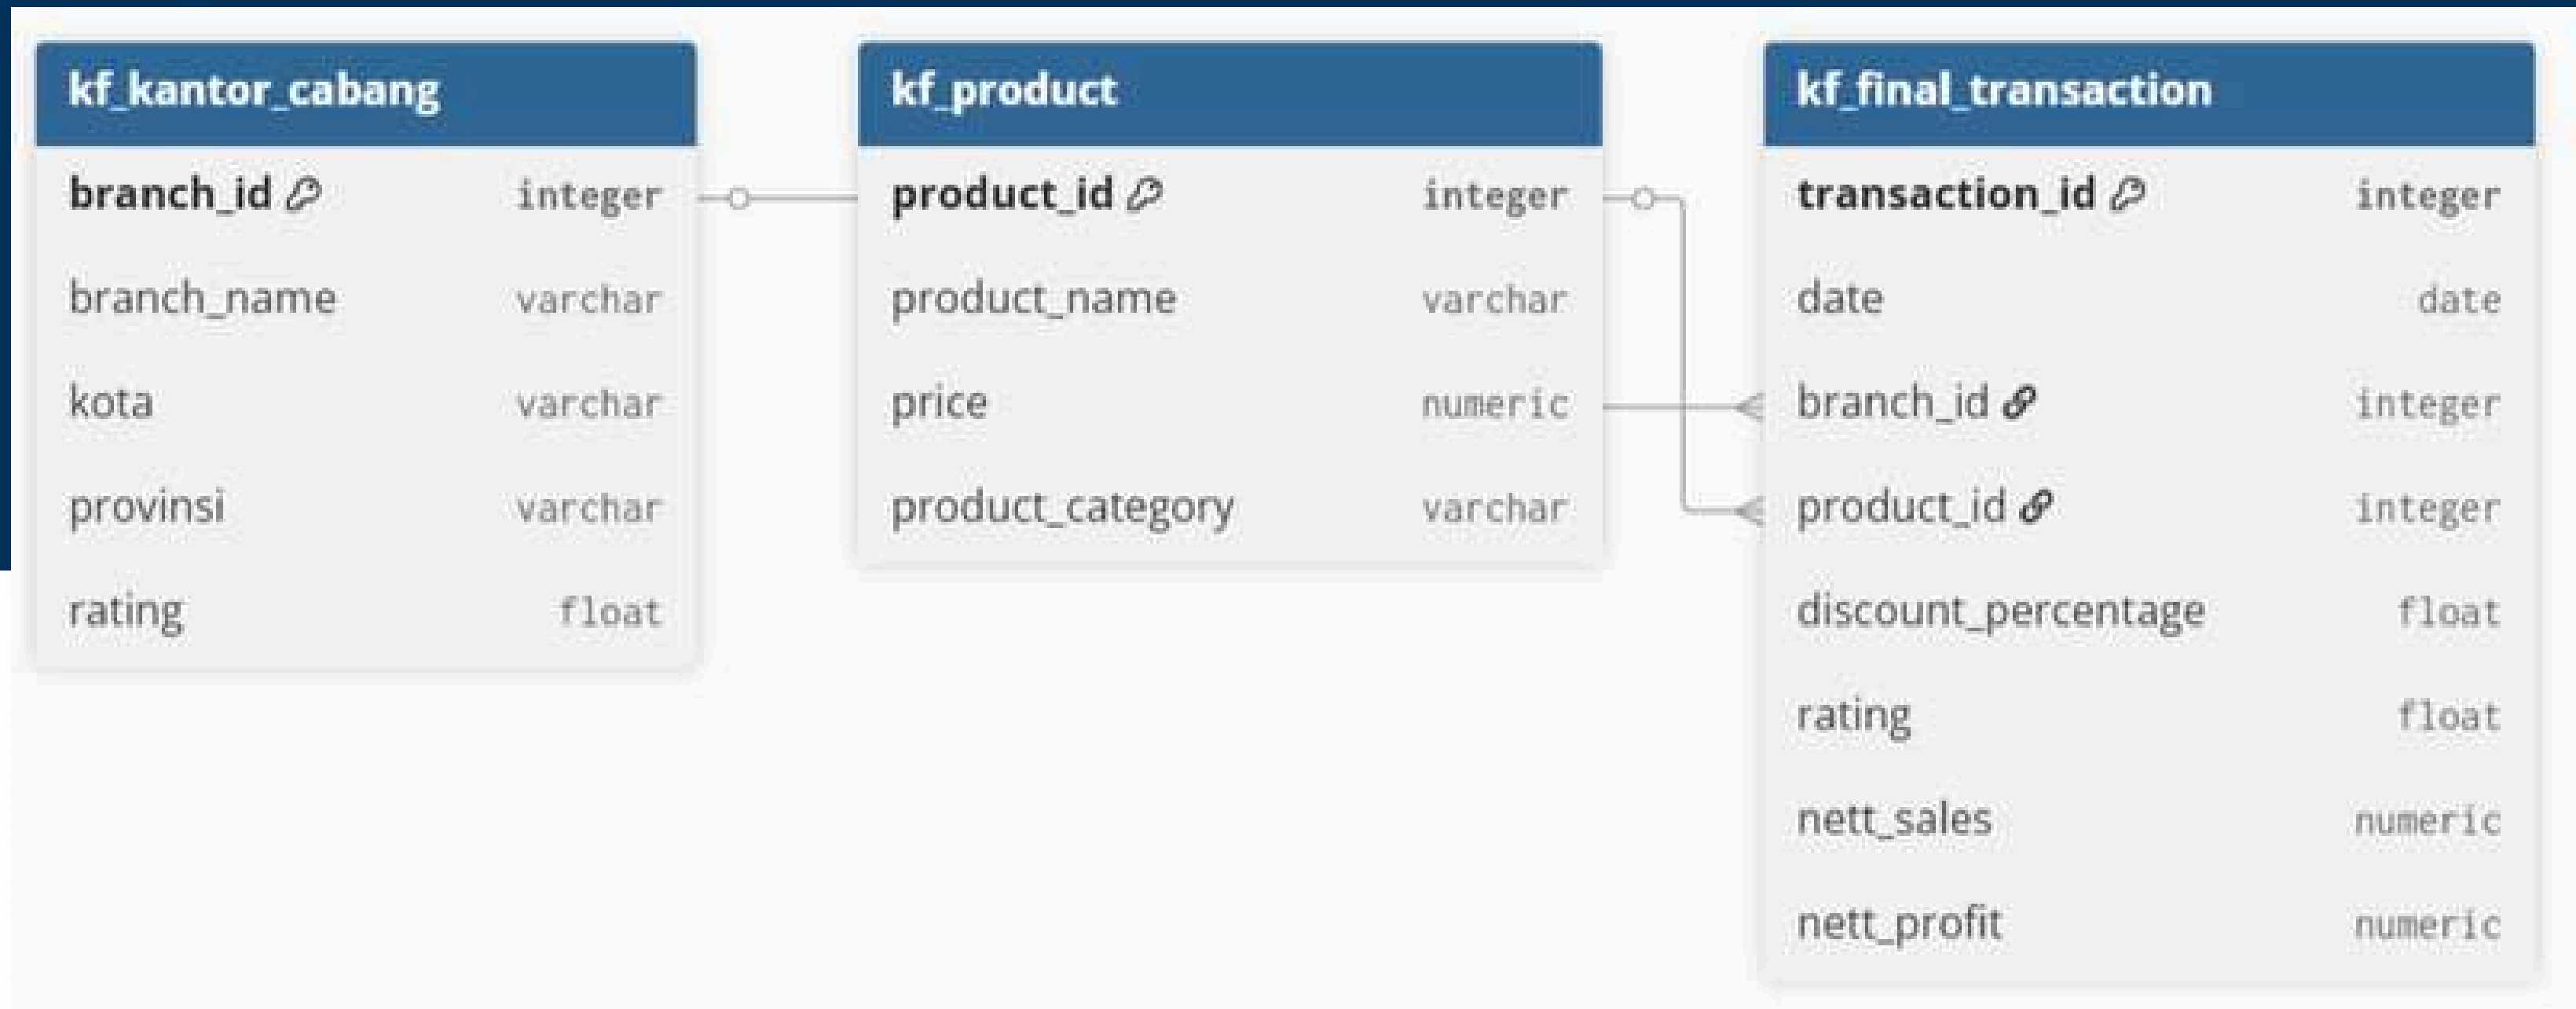 kf_kantor_cabang
branch_id integer
branch_name varchar
kota varchar
provinsi varchar
rating float
kf_product
product_id integer
product_name varchar
price numeric
product_category varchar
kf_final_transaction
transaction_id integer
date date
branch_id integer
product_id integer
discount_percentage float
rating float
nett_sales numeric
nett_profit numeric